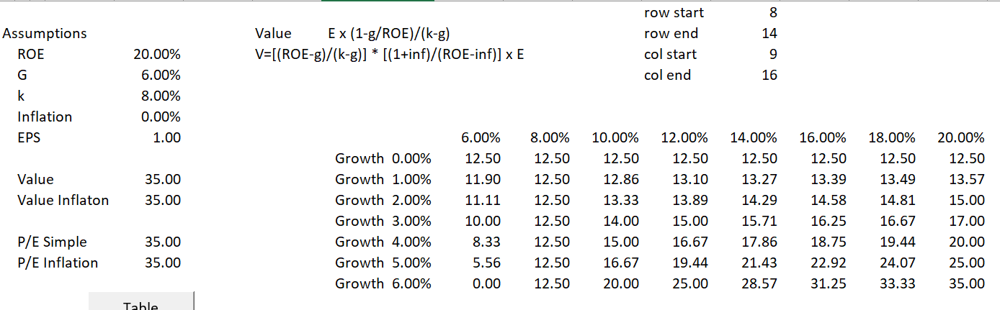 row start 8
Assumptions Value E x (1-g/ROE)/(k-g) row end 14
ROE 20.00% V=[(ROE-g)/(k-g)] * [(1+inf)/(ROE-inf)] x E col start 9
G 6.00% col end 16
k 8.00%
Inflation 0.00%
EPS 1.00 6.00% 8.00% 10.00% 12.00% 14.00% 16.00% 18.00% 20.00%
Growth 0.00% 12.50 12.50 12.50 12.50 12.50 12.50 12.50 12.50
Value 35.00 Growth 1.00% 11.90 12.50 12.86 13.10 13.27 13.39 13.49 13.57
Value Inflaton 35.00 Growth 2.00% 11.11 12.50 13.33 13.89 14.29 14.58 14.81 15.00
Growth 3.00% 10.00 12.50 14.00 15.00 15.71 16.25 16.67 17.00
P/E Simple 35.00 Growth 4.00% 8.33 12.50 15.00 16.67 17.86 18.75 19.44 20.00
P/E Inflation 35.00 Growth 5.00% 5.56 12.50 16.67 19.44 21.43 22.92 24.07 25.00
Growth 6.00% 0.00 12.50 20.00 25.00 28.57 31.25 33.33 35.00
Table